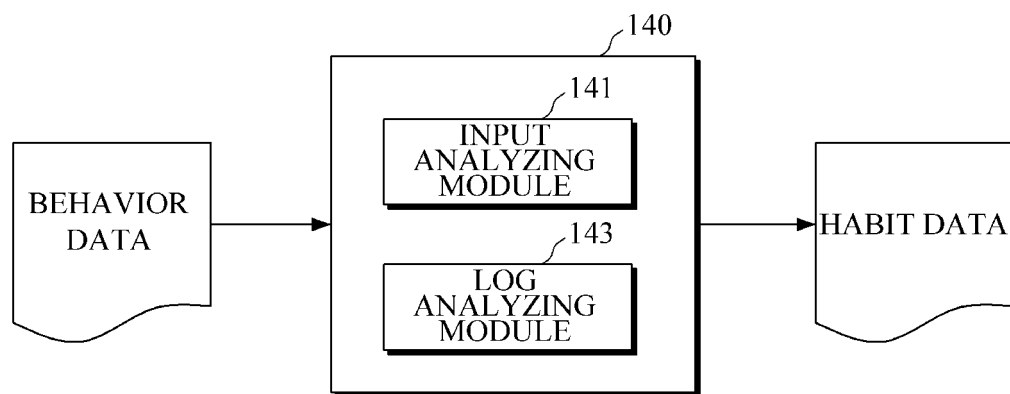 140
141
INPUT
ANALYZING
MODULE
BEHAVIOR
DATA
HABIT DATA
143
LOG
ANALYZING
MODULE